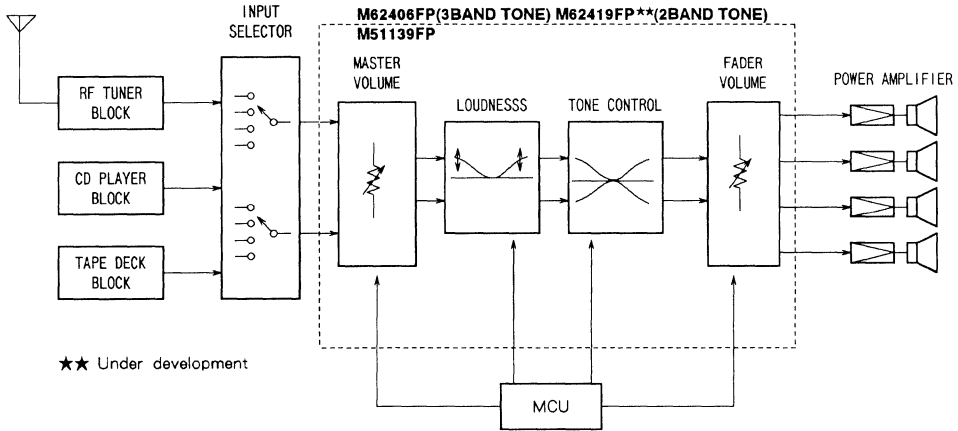 INPUT
SELECTOR
M62406FP(3BAND TONE) M62419FP★★(2BAND TONE)
M51139FP
MASTER
VOLUME
FADER
VOLUME
POWER AMPLIFIER
RF TUNER
BLOCK
LOUDNESSS
TONE CONTROL
CD PLAYER
BLOCK
TAPE DECK
BLOCK
★★ Under development
MCU